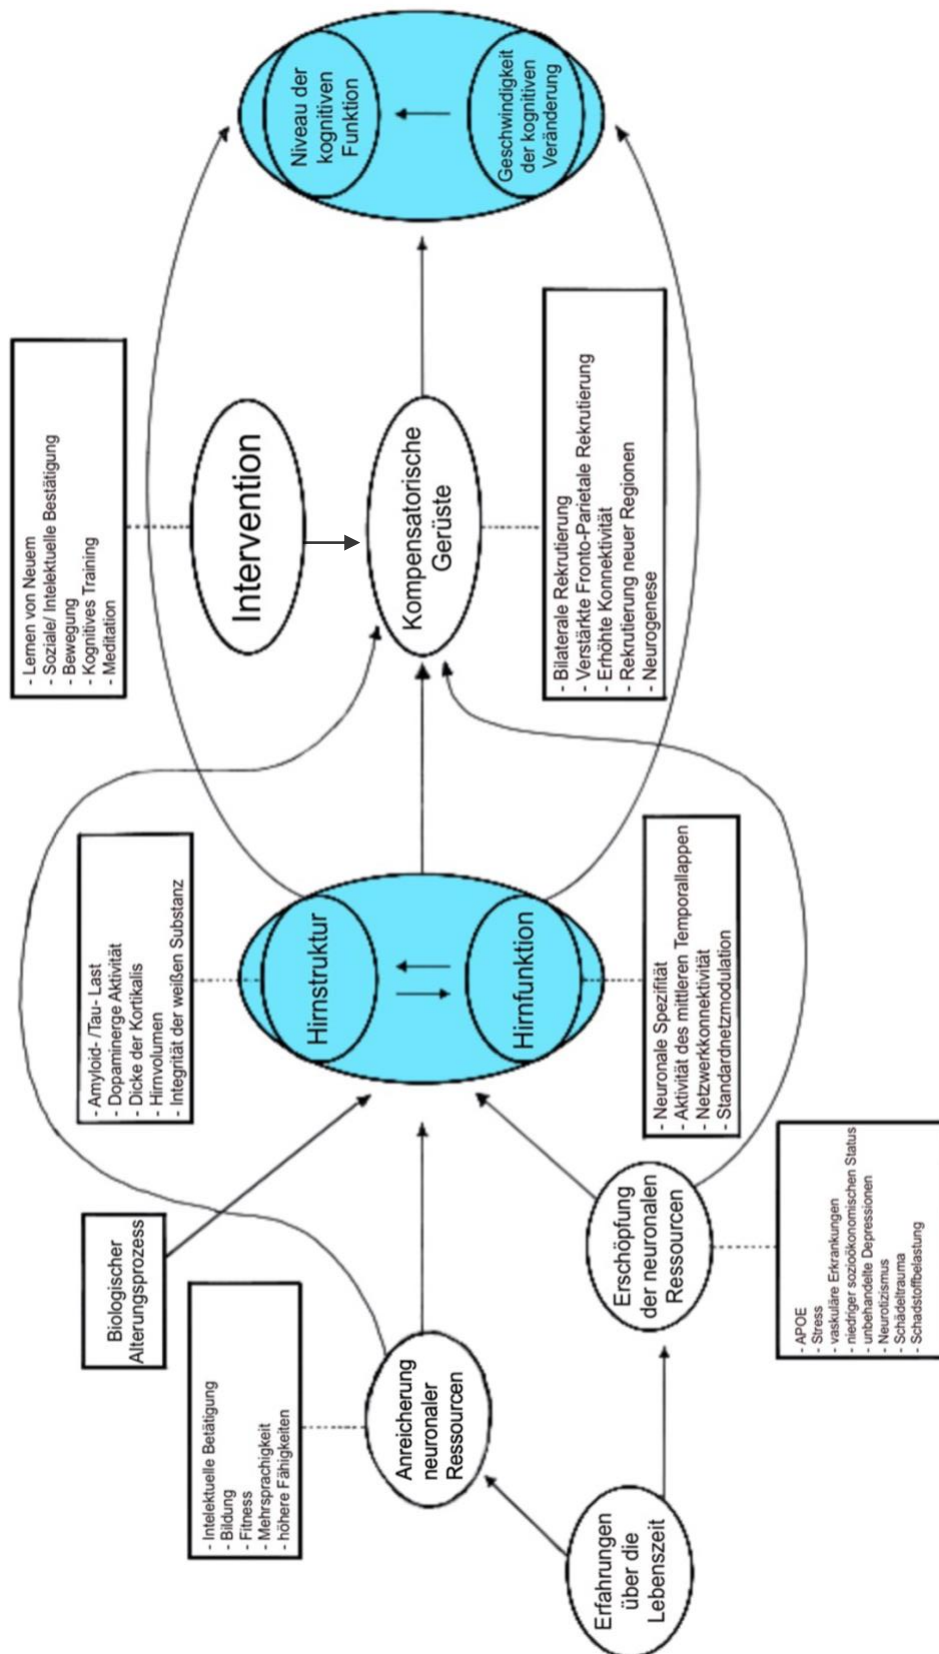 Erfahrungen
über die
Lebenszeit
- Intelektuelle Betätigung
- Bildung
- Fitness
- Mehrsprachigkeit
- höhere Fähigkeiten
Anreicherung
neuronaler
Ressourcen
Biologischer
Alterungsprozess
Erschöpfung
der neuronalen
Ressourcen
- APOE
- Stress
- vaskuläre Erkrankungen
- niedriger sozioökonomischen Status
- unbehandelte Depressionen
- Neurotizismus
- Schädeltrauma
- Schadstoffbelastung
- Amyloid- /Tau- Last
- Dopaminerge Aktivität
- Dicke der Kortikalis
- Hirnvolumen
- Integrität der weißen Substanz
Hirnstruktur
Hirnfunktion
- Neuronale Spezifität
- Aktivität des mittleren Temporallappen
- Netzwerkkonnektivität
- Standardnetzmodulation
- Lernen von Neuem
- Soziale/ Intelektuelle Bestätigung
- Bewegung
- Kognitives Training
- Meditation
Intervention
Kompensatorische
Gerüste
- Bilaterale Rekrutierung
- Verstärkte Fronto-Parietale Rekrutierung
- Erhöhte Konnektivität
- Rekrutierung neuer Regionen
- Neurogenese
Niveau der
kognitiven
Funktion
Geschwindigkeit
der kognitiven
Veränderung